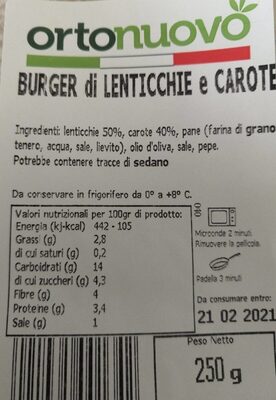 ortonuovo
BURGER di LENTICCHIE e CAROTE
Ingredienti: lenticchie 50%, carote 40%, pane (farina di grano
tenero, acqua, sale, lievito), olio d'oliva, sale, pepe.
Potrebbe contenere tracce di sedano
Da conservare in frigorifero da 0° a +8° C.
Valori nutrizionali per 100gr di prodotto:
Energia (kj-kcal) 442 - 105
Grassi (g) 2,8
di cui saturi (g) 0,2
Carboidrati (g) 14
di cui zuccheri (g) 4,3
Fibre (g) 4
Proteine (g) 3,4
Sale (g) 1
Microonde 2 minuti.
Rimuovere la pellicola.
Padella 3 minuti
Da consumare entro:
21 02 2021
Peso Netto
250 g